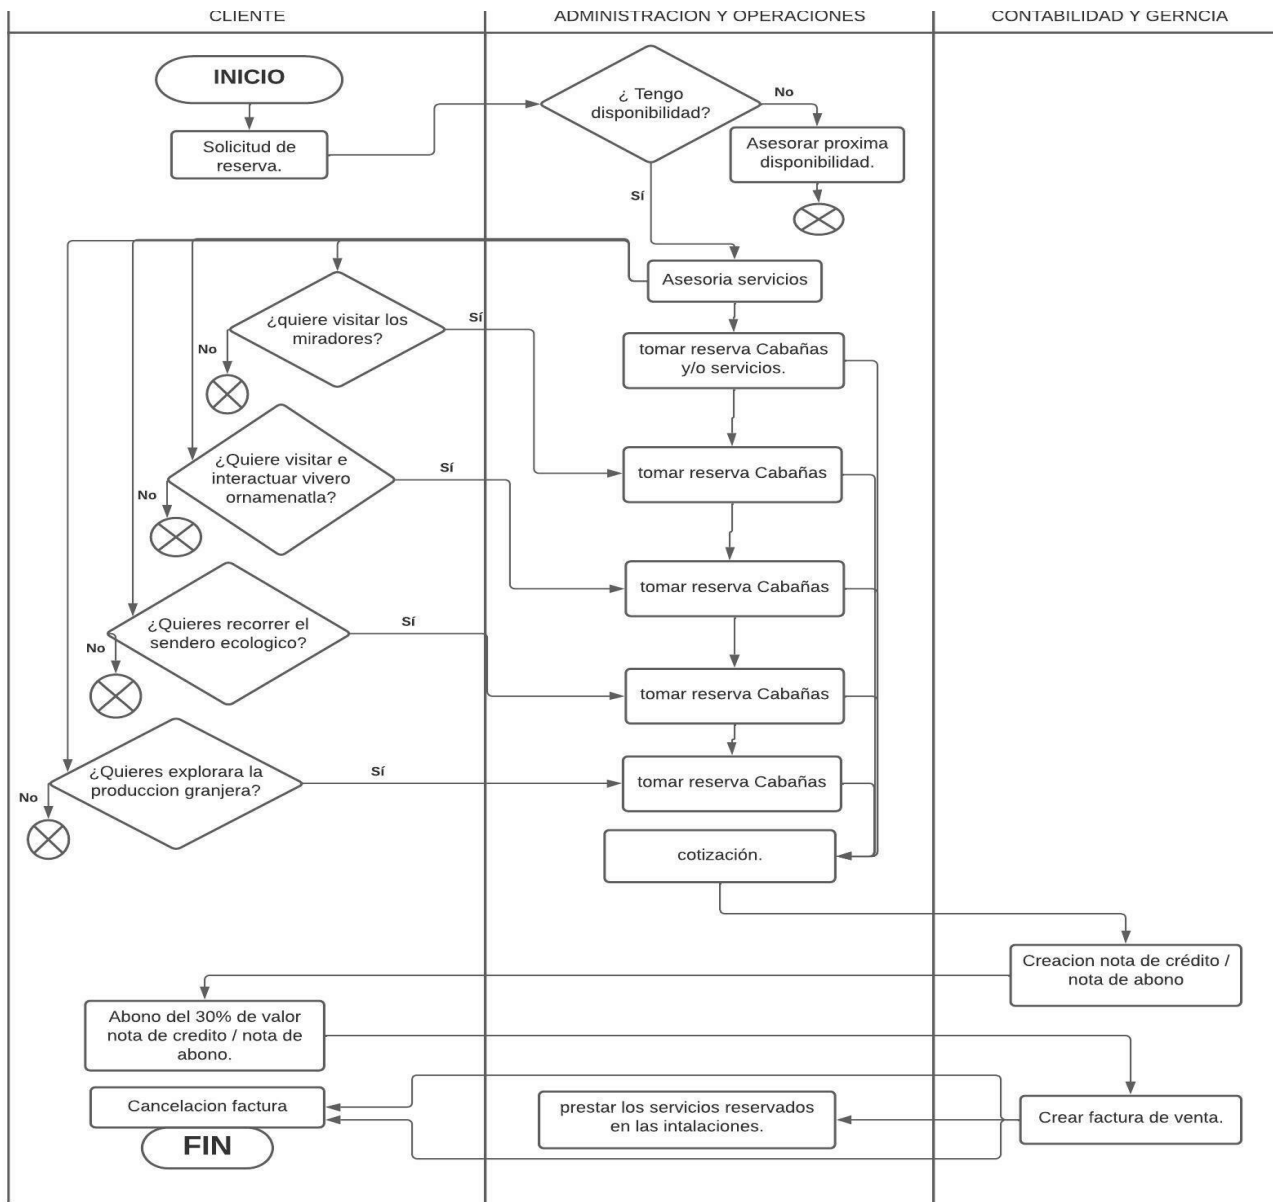 CLIENTE
ADMINISTRACION Y OPERACIONES
CONTABILIDAD Y GERNCIA
INICIO
Solicitud de
reserva.
¿ Tengo
disponibilidad?
No
Asesorar proxima
disponibilidad.
Sí
Asesoria servicios
¿quiere visitar los
miradores?
Sí
No
tomar reserva Cabañas
y/o servicios.
¿Quiere visitar e
interactuar vivero
ornamenatla?
Sí
No
tomar reserva Cabañas
tomar reserva Cabañas
¿Quieres recorrer el
sendero ecologico?
Sí
No
tomar reserva Cabañas
¿Quieres explorara la
produccion granjera?
Sí
No
tomar reserva Cabañas
cotización.
Creacion nota de crédito /
nota de abono
Abono del 30% de valor
nota de credito / nota de
abono.
Cancelacion factura
prestar los servicios reservados
en las intalaciones.
Crear factura de venta.
FIN